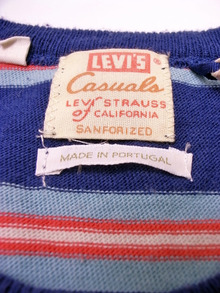 LEVI'S
Casuals
LEVI STRAUSS
of CALIFORNIA
SANFORIZED
MADE IN PORTUGAL